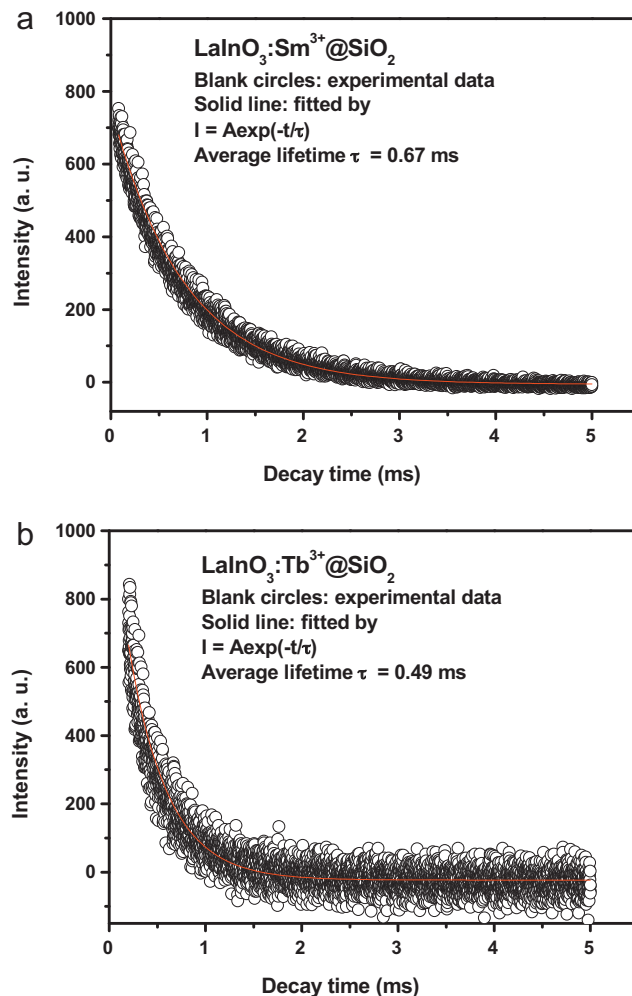 a
1000
LaInO₃:Sm³⁺@SiO₂
Blank circles: experimental data
Solid line: fitted by
I = Aexp(-t/τ)
Average lifetime τ = 0.67 ms
800
600
400
200
0
Intensity (a. u.)
0 1 2 3 4 5
Decay time (ms)
b
1000
LaInO₃:Tb³⁺@SiO₂
Blank circles: experimental data
Solid line: fitted by
I = Aexp(-t/τ)
Average lifetime τ = 0.49 ms
800
600
400
200
0
Intensity (a. u.)
0 1 2 3 4 5
Decay time (ms)